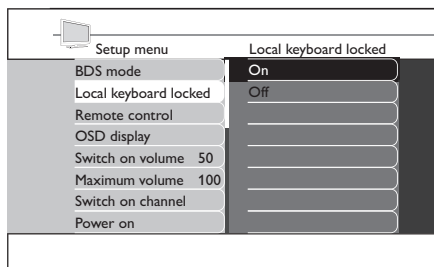 Setup menu
Local keyboard locked
BDS mode
On
Local keyboard locked
Off
Remote control
OSD display
Switch on volume 50
Maximum volume 100
Switch on channel
Power on